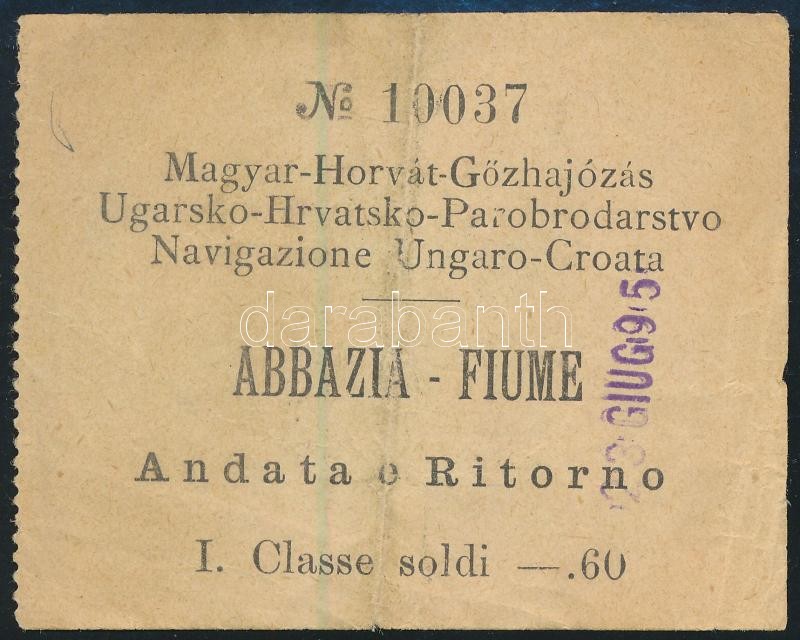 № 10037
Magyar-Horvát-Gőzhajózás
Ugarsko-Hrvatsko-Parobrodarstvo
Navigazione Ungaro-Croata
darabanth
ABBAZIA - FIUME
23 GIUG 95
Andata e Ritorno
I. Classe soldi —.60